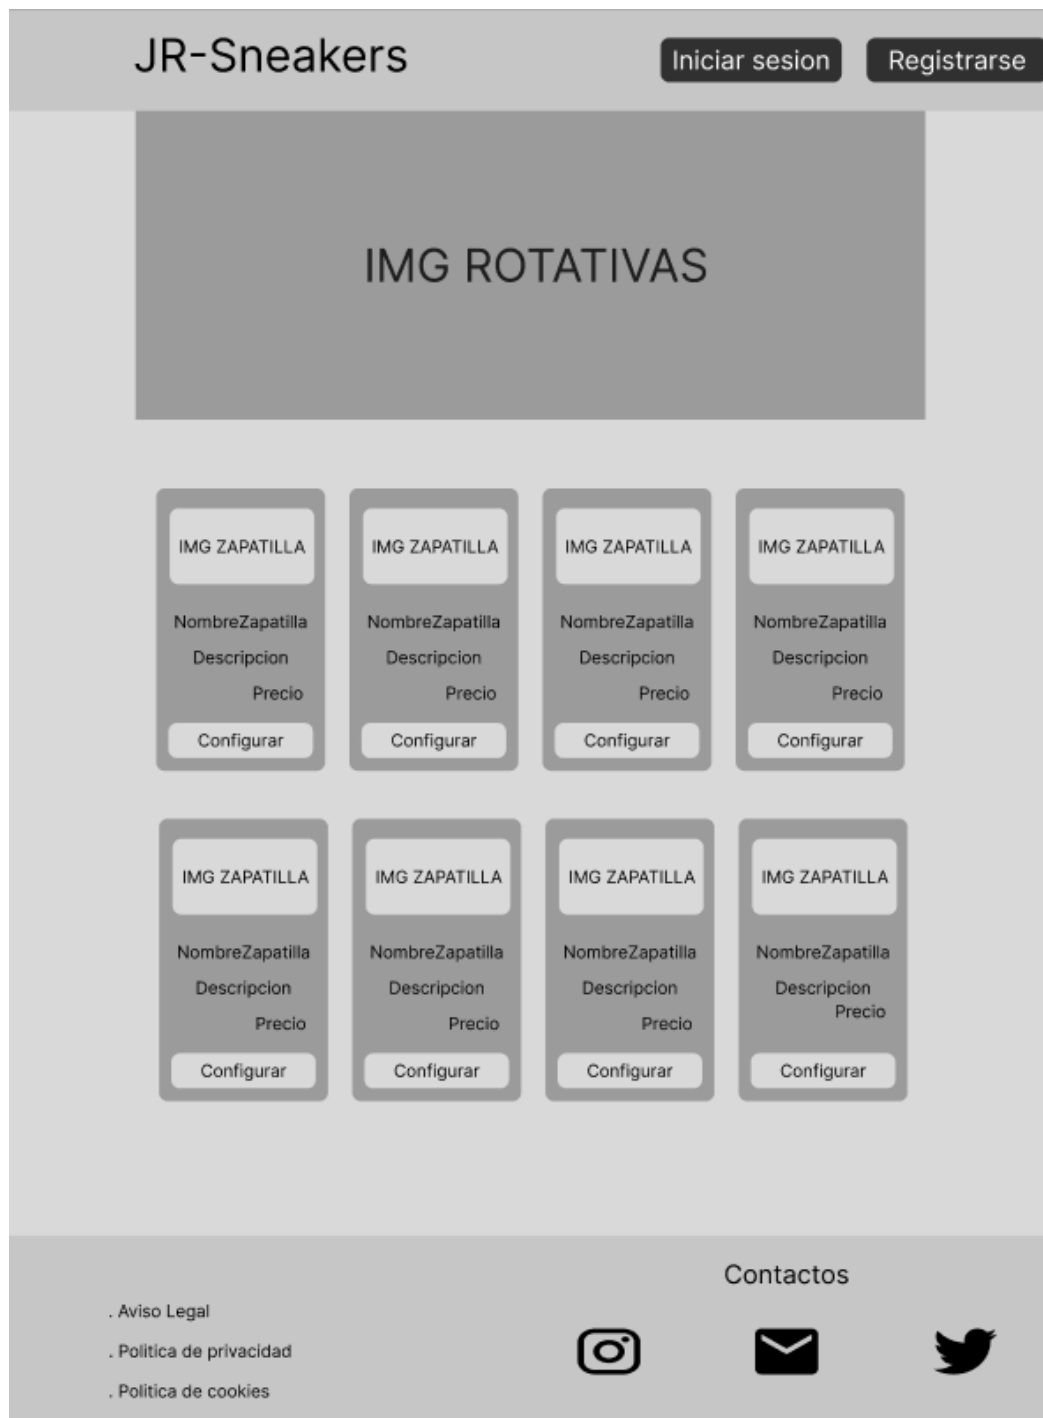 JR-Sneakers
Iniciar sesion
Registrarse
IMG ROTATIVAS
IMG ZAPATILLA
NombreZapatilla
Descripcion
Precio
Configurar
IMG ZAPATILLA
NombreZapatilla
Descripcion
Precio
Configurar
IMG ZAPATILLA
NombreZapatilla
Descripcion
Precio
Configurar
IMG ZAPATILLA
NombreZapatilla
Descripcion
Precio
Configurar
IMG ZAPATILLA
NombreZapatilla
Descripcion
Precio
Configurar
IMG ZAPATILLA
NombreZapatilla
Descripcion
Precio
Configurar
IMG ZAPATILLA
NombreZapatilla
Descripcion
Precio
Configurar
IMG ZAPATILLA
NombreZapatilla
Descripcion
Precio
Configurar
. Aviso Legal
. Politica de privacidad
. Politica de cookies
Contactos